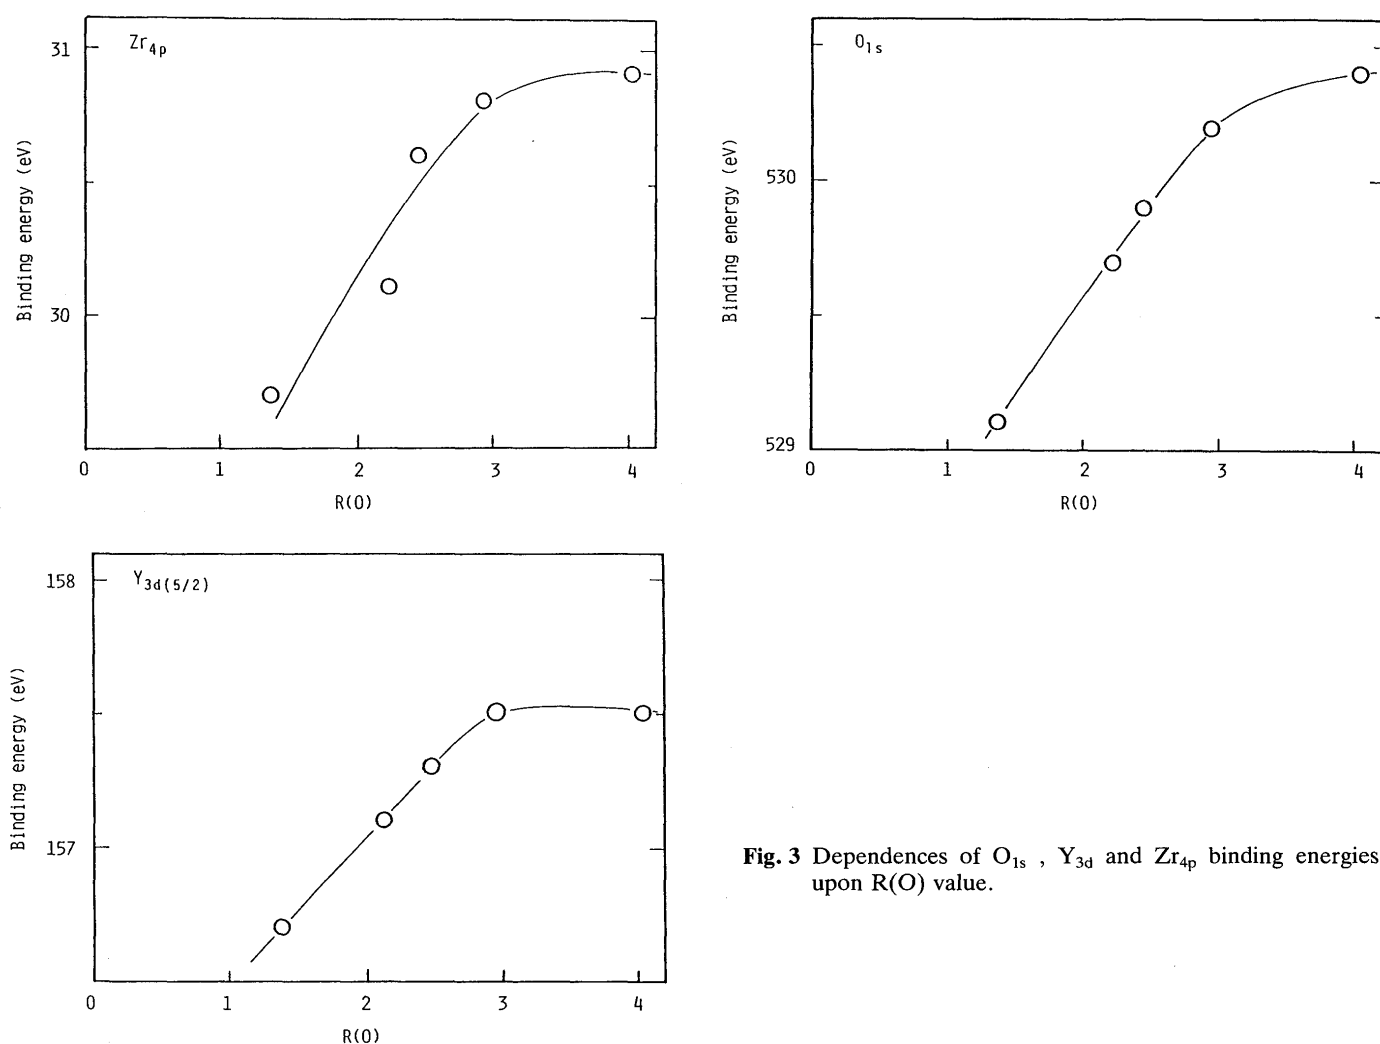 Zr4p
31
30
Binding energy (eV)
0 1 2 3 4
R(O)
O1s
530
529
Binding energy (eV)
0 1 2 3 4
R(O)
Y3d(5/2)
158
157
Binding energy (eV)
0 1 2 3 4
R(O)
Fig. 3 Dependences of O1s , Y3d and Zr4p binding energies
upon R(O) value.